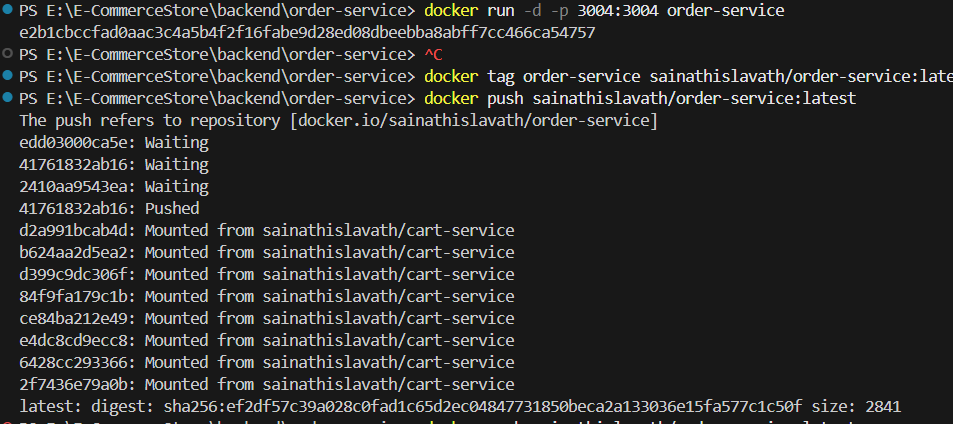 PS E:\E-CommerceStore\backend\order-service> docker run -d -p 3004:3004 order-service
e2b1cbccfad0aac3c4a5b4f2f16fabe9d28ed08dbeebba8abff7cc466ca54757
PS E:\E-CommerceStore\backend\order-service> ^C
PS E:\E-CommerceStore\backend\order-service> docker tag order-service sainathislavath/order-service:late
PS E:\E-CommerceStore\backend\order-service> docker push sainathislavath/order-service:latest
The push refers to repository [docker.io/sainathislavath/order-service]
edd03000ca5e: Waiting
41761832ab16: Waiting
2410aa9543ea: Waiting
41761832ab16: Pushed
d2a991bcab4d: Mounted from sainathislavath/cart-service
b624aa2d5ea2: Mounted from sainathislavath/cart-service
d399c9dc306f: Mounted from sainathislavath/cart-service
84f9fa179c1b: Mounted from sainathislavath/cart-service
ce84ba212e49: Mounted from sainathislavath/cart-service
e4dc8cd9ecc8: Mounted from sainathislavath/cart-service
6428cc293366: Mounted from sainathislavath/cart-service
2f7436e79a0b: Mounted from sainathislavath/cart-service
latest: digest: sha256:ef2df57c39a028c0fad1c65d2ec04847731850beca2a133036e15fa577c1c50f size: 2841